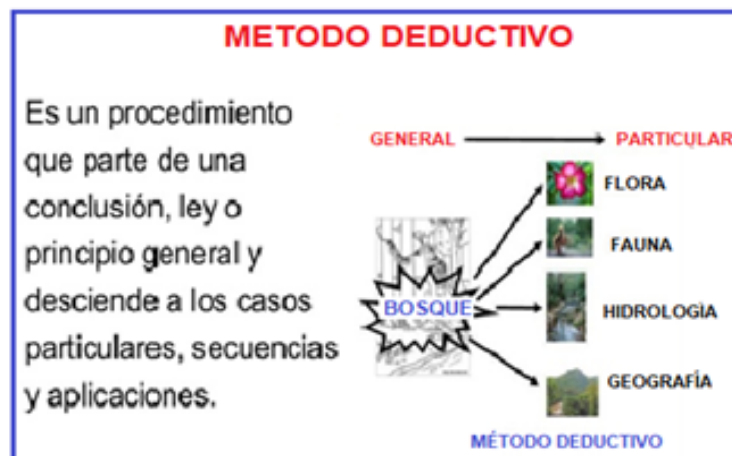 METODO DEDUCTIVO
Es un procedimiento
que parte de una
conclusión, ley o
principio general y
desciende a los casos
particulares, secuencias
y aplicaciones.
GENERAL
PARTICULAR
FLORA
FAUNA
BOSQUE
HIDROLOGÌA
GEOGRAFÍA
MÉTODO DEDUCTIVO